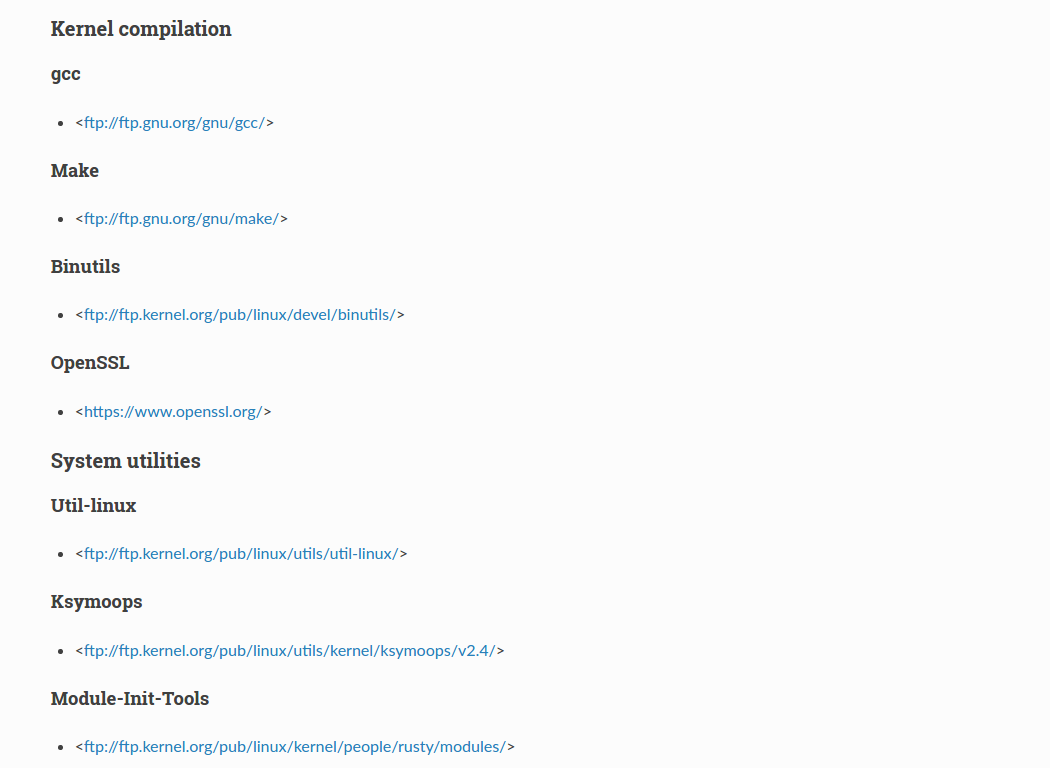 Kernel compilation
gcc
• <ftp://ftp.gnu.org/gnu/gcc/>
Make
• <ftp://ftp.gnu.org/gnu/make/>
Binutils
• <ftp://ftp.kernel.org/pub/linux/devel/binutils/>
OpenSSL
• <https://www.openssl.org/>
System utilities
Util-linux
• <ftp://ftp.kernel.org/pub/linux/utils/util-linux/>
Ksymoops
• <ftp://ftp.kernel.org/pub/linux/utils/kernel/ksymoops/v2.4/>
Module-Init-Tools
• <ftp://ftp.kernel.org/pub/linux/kernel/people/rusty/modules/>